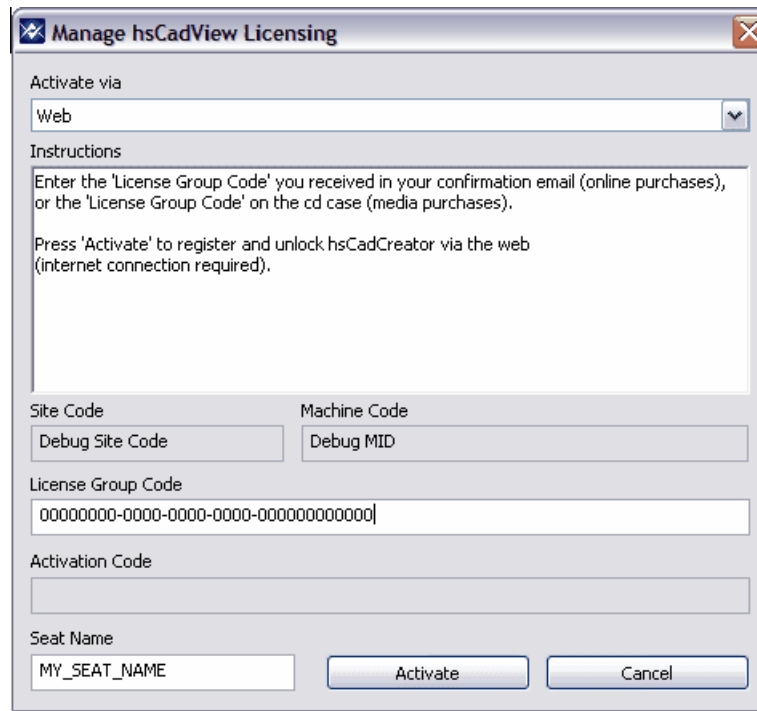 Manage hsCadView Licensing
Activate via
Web
Instructions
Enter the 'License Group Code' you received in your confirmation email (online purchases),
or the 'License Group Code' on the cd case (media purchases).
Press 'Activate' to register and unlock hsCadCreator via the web
(internet connection required).
Site Code
Machine Code
Debug Site Code
Debug MID
License Group Code
00000000-0000-0000-0000-000000000000
Activation Code
Seat Name
MY_SEAT_NAME
Activate
Cancel